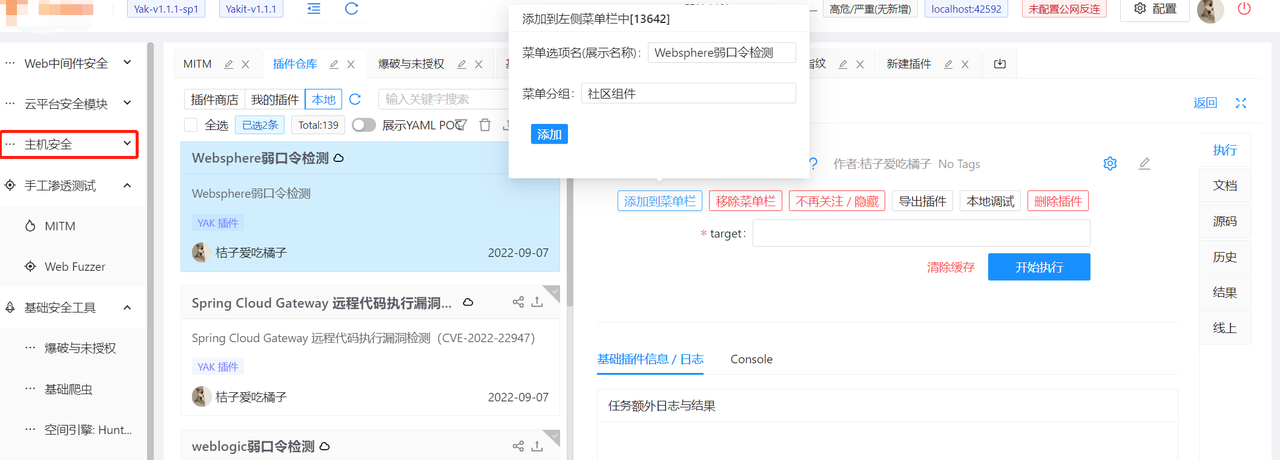 Yak-v1.1.1-sp1
Yakit-v1.1.1
高危/严重(无新增)
localhost:42592
未配置公网反连
配置
Web中间件安全
云平台安全模块
主机安全
手工渗透测试
MITM
Web Fuzzer
基础安全工具
爆破与未授权
基础爬虫
空间引擎: Hunt...
MITM
插件仓库
爆破与未授权
指纹
新建插件
插件商店
我的插件
本地
输入关键字搜索
全选
已选2条
Total:139
展示YAML POC
Websphere弱口令检测
Websphere弱口令检测
YAK 插件
桔子爱吃橘子
2022-09-07
Spring Cloud Gateway 远程代码执行漏洞...
Spring Cloud Gateway 远程代码执行漏洞检测（CVE-2022-22947）
YAK 插件
桔子爱吃橘子
2022-09-07
weblogic弱口令检测
添加到左侧菜单栏中[13642]
菜单选项名(展示名称)：
Websphere弱口令检测
菜单分组：
社区组件
添加
返回
作者:桔子爱吃橘子
No Tags
添加到菜单栏
移除菜单栏
不再关注 / 隐藏
导出插件
本地调试
删除插件
* target：
清除缓存
开始执行
基础插件信息 / 日志
Console
任务额外日志与结果
执行
文档
源码
历史
结果
线上